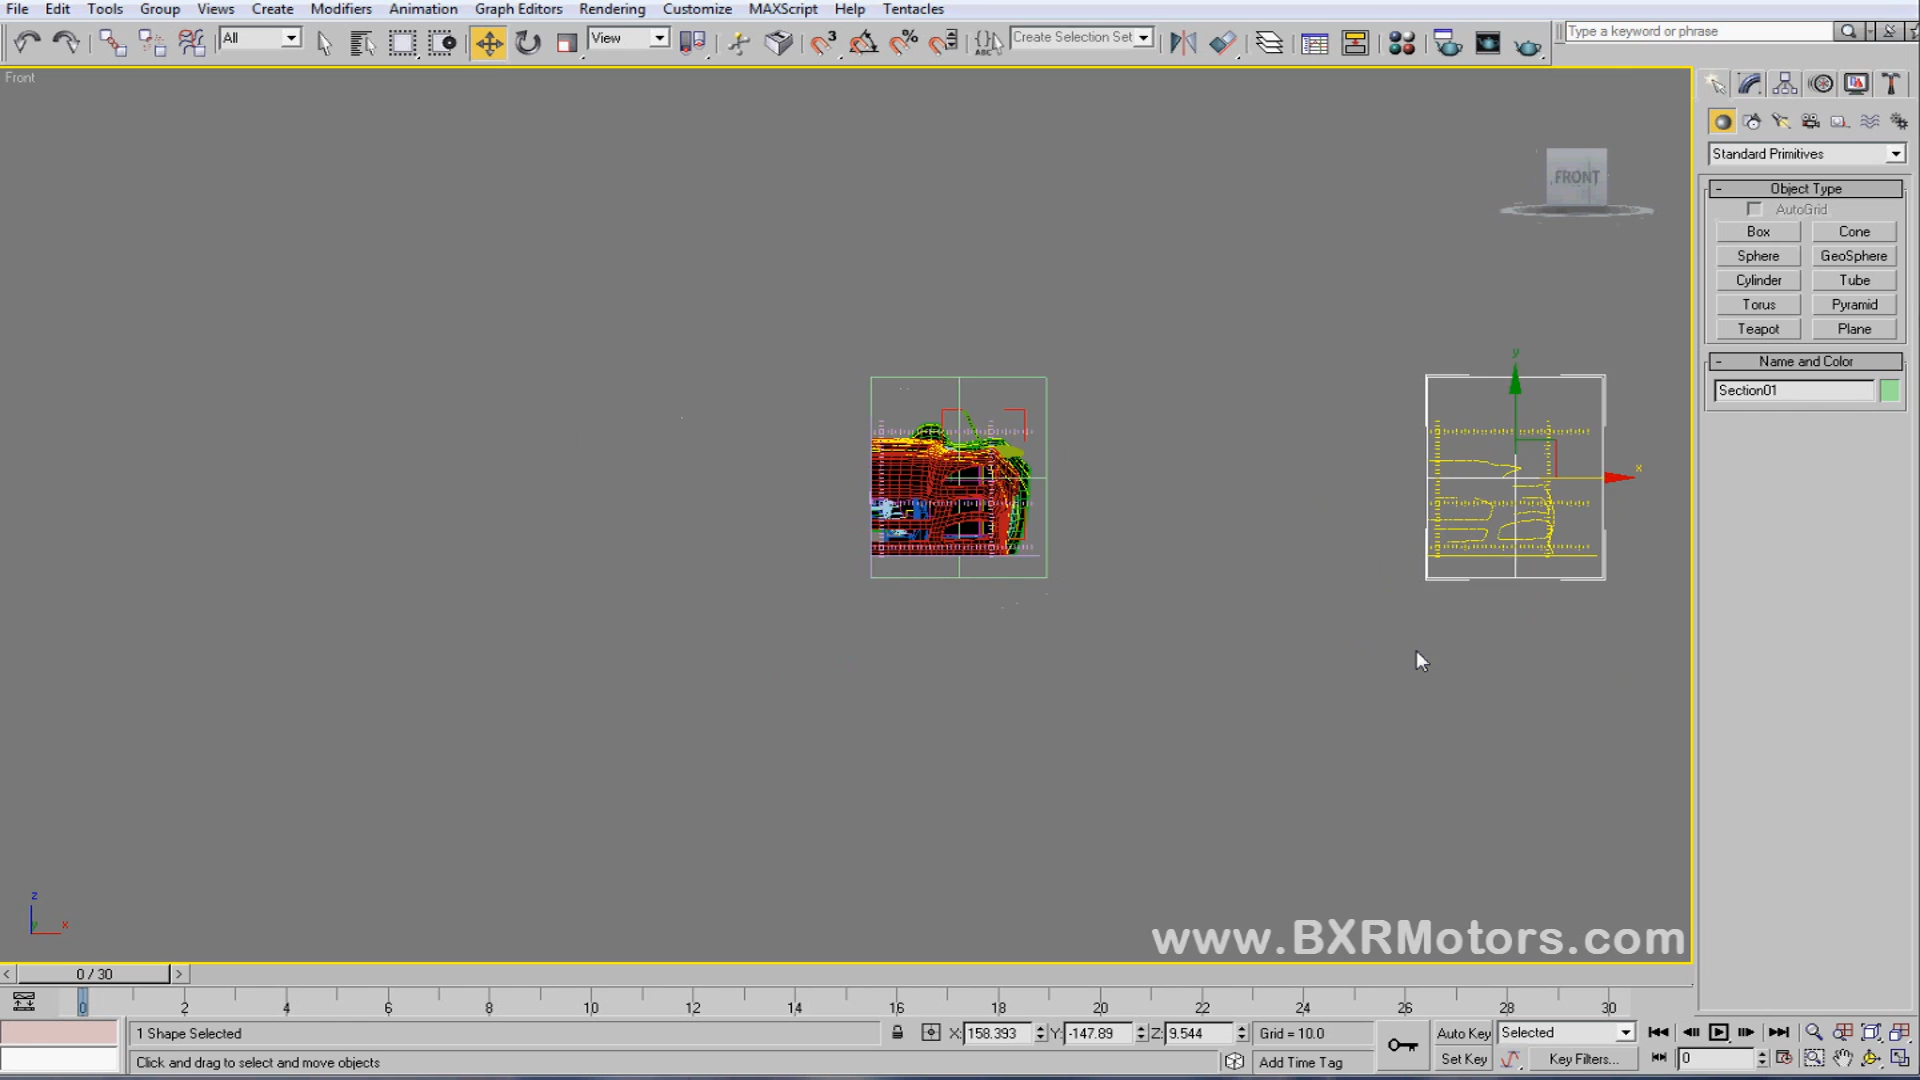 File Edit Tools Group Views Create Modifiers Animation Graph Editors Rendering Customize MAXScript Help Tentacles
All View 3 % ABC Create Selection Set Type a keyword or phrase
Front
FRONT
Standard Primitives
- Object Type
AutoGrid
Box Cone
Sphere GeoSphere
Cylinder Tube
Torus Pyramid
Teapot Plane
- Name and Color
Section01
y
x
z
x
www.BXRMotors.com
< 0 / 30 >
0 2 4 6 8 10 12 14 16 18 20 22 24 26 28 30
1 Shape Selected X: 158.393 Y: -147.89 Z: 9.544 Grid = 10.0 Auto Key Selected
Click and drag to select and move objects Add Time Tag Set Key Key Filters... 0